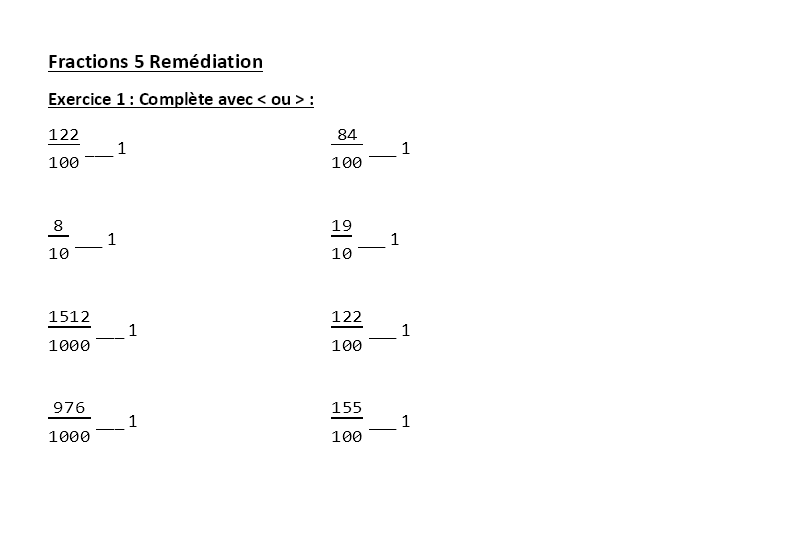 Fractions 5 Remédiation
Exercice 1 : Complète avec < ou > :
122/100 ___ 1 84/100 ___ 1
8/10 ___ 1 19/10 ___ 1
1512/1000 ___ 1 122/100 ___ 1
976/1000 ___ 1 155/100 ___ 1